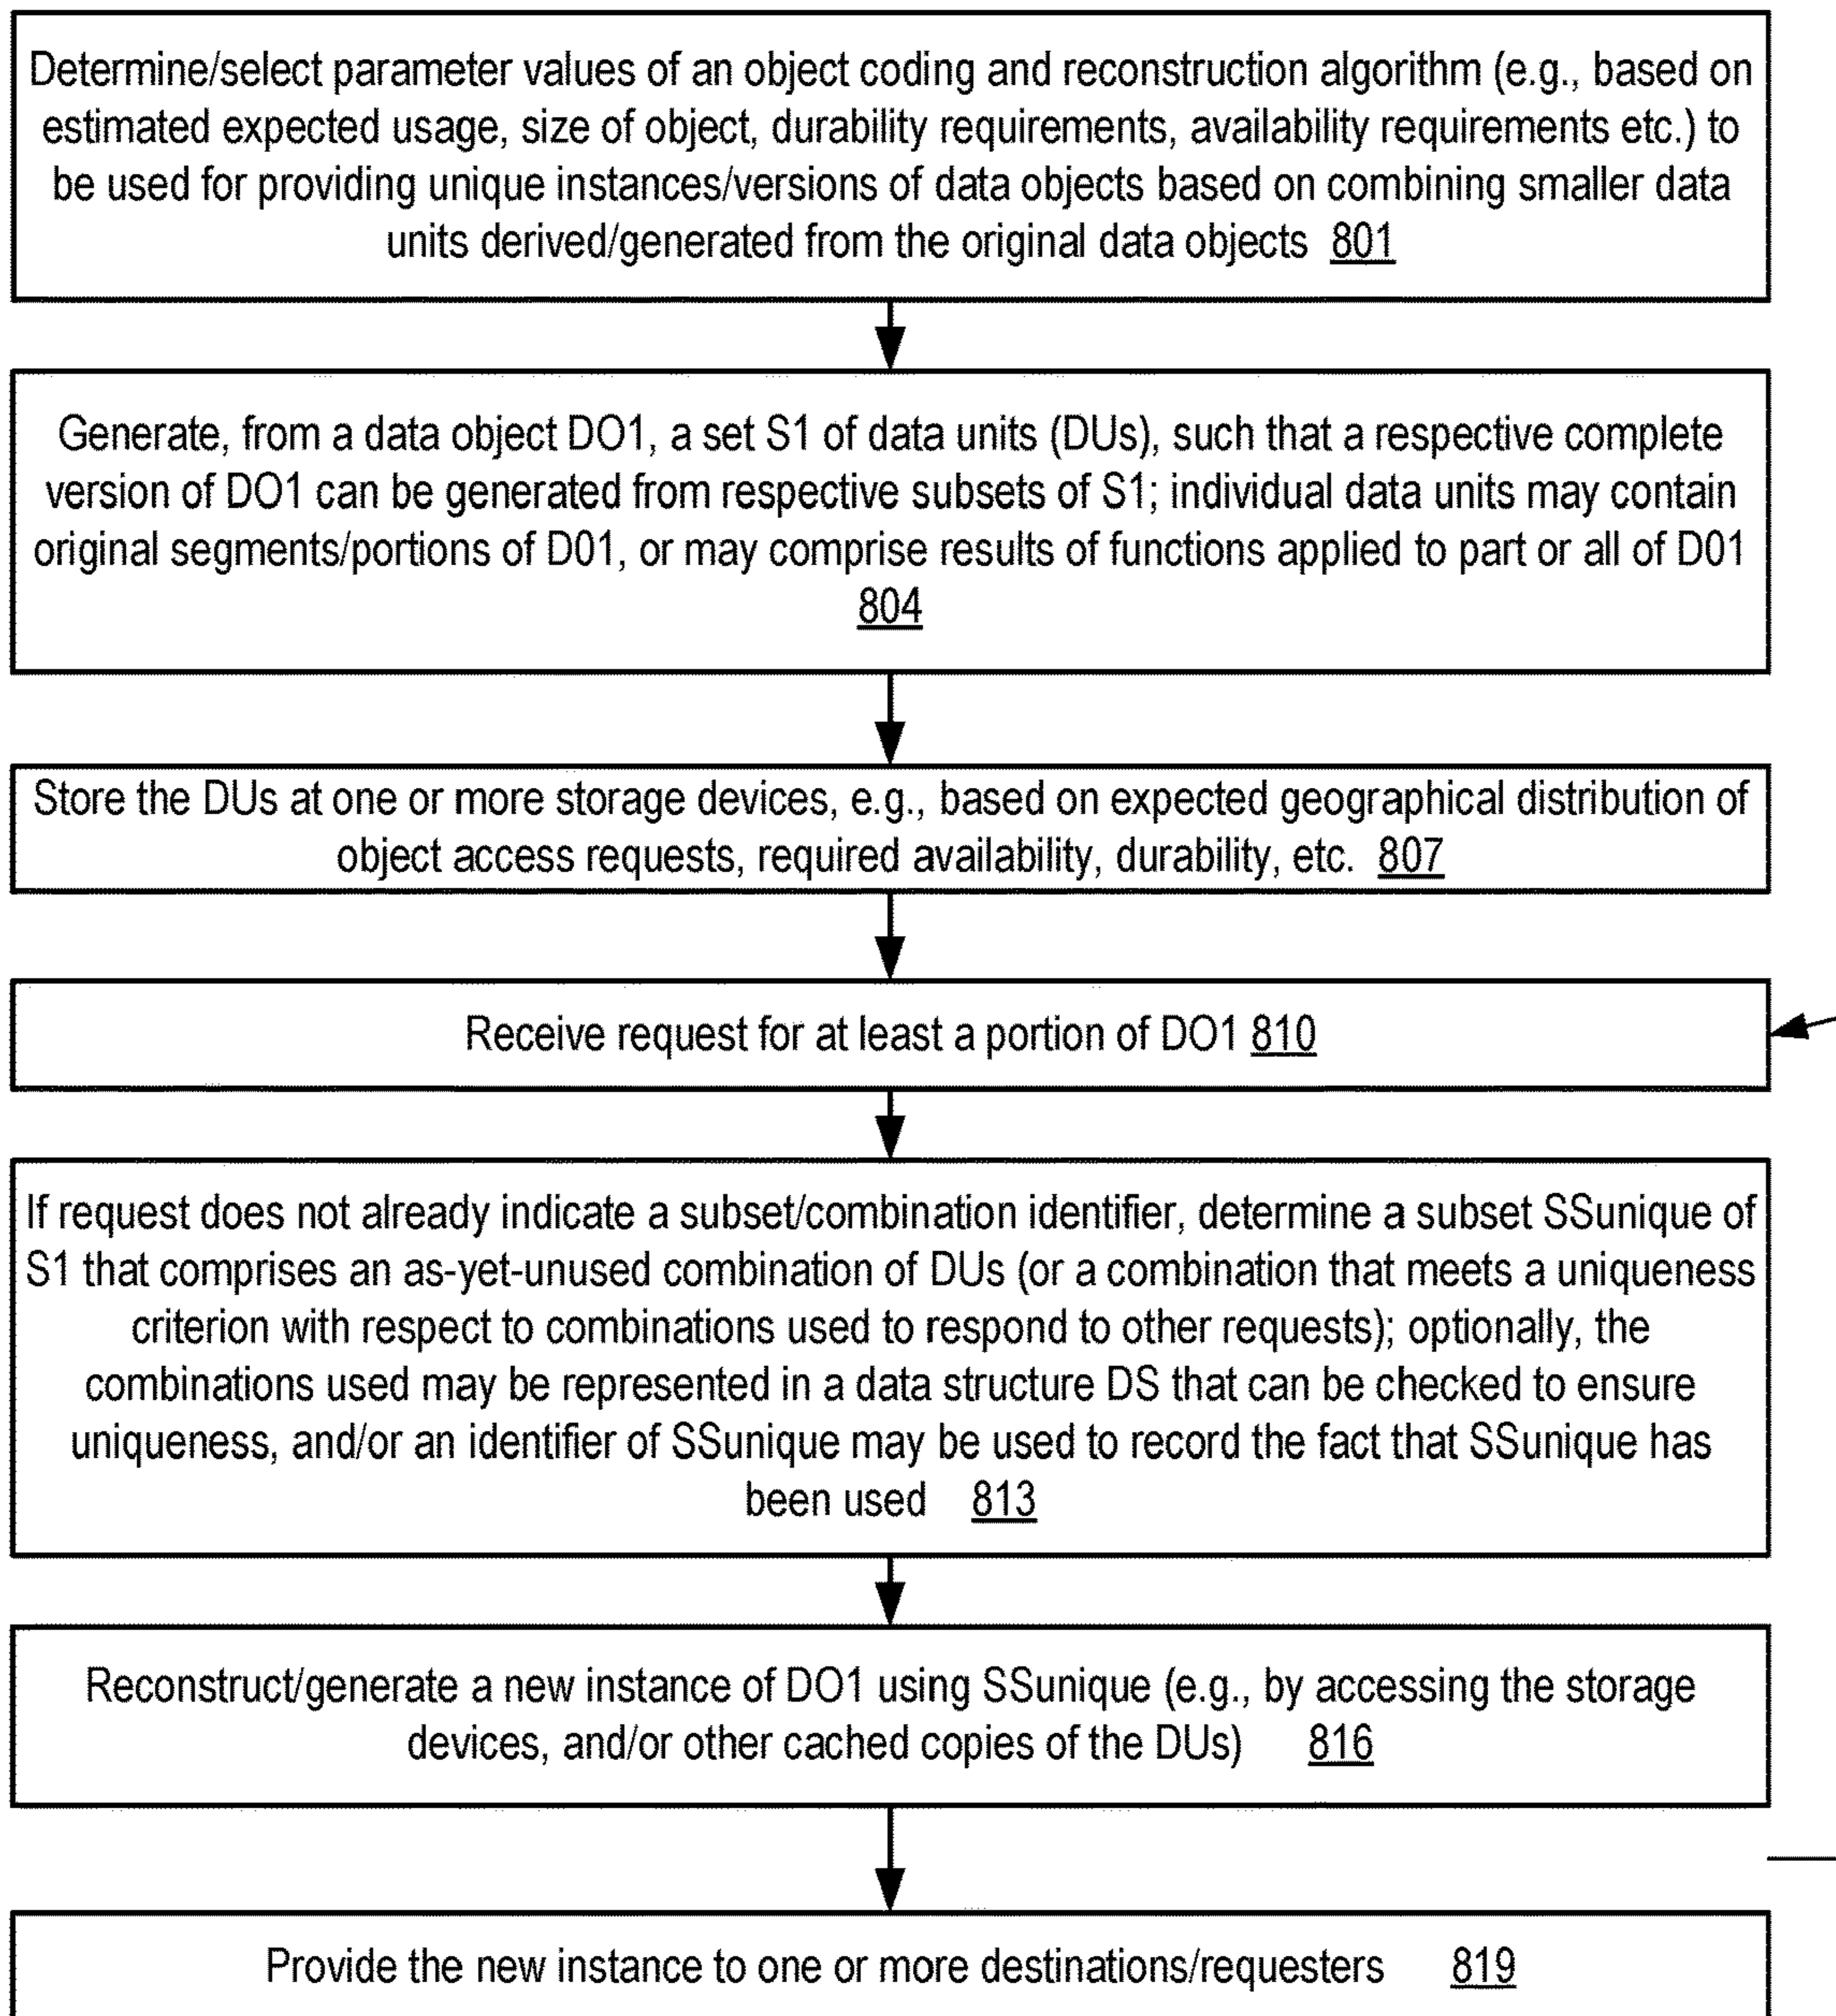 Determine/select parameter values of an object coding and reconstruction algorithm (e.g., based on
estimated expected usage, size of object, durability requirements, availability requirements etc.) to
be used for providing unique instances/versions of data objects based on combining smaller data
units derived/generated from the original data objects 801
Generate, from a data object DO1, a set S1 of data units (DUs), such that a respective complete
version of DO1 can be generated from respective subsets of S1; individual data units may contain
original segments/portions of D01, or may comprise results of functions applied to part or all of D01
804
Store the DUs at one or more storage devices, e.g., based on expected geographical distribution of
object access requests, required availability, durability, etc. 807
Receive request for at least a portion of DO1 810
If request does not already indicate a subset/combination identifier, determine a subset SSunique of
S1 that comprises an as-yet-unused combination of DUs (or a combination that meets a uniqueness
criterion with respect to combinations used to respond to other requests); optionally, the
combinations used may be represented in a data structure DS that can be checked to ensure
uniqueness, and/or an identifier of SSunique may be used to record the fact that SSunique has
been used 813
Reconstruct/generate a new instance of DO1 using SSunique (e.g., by accessing the storage
devices, and/or other cached copies of the DUs) 816
Provide the new instance to one or more destinations/requesters 819